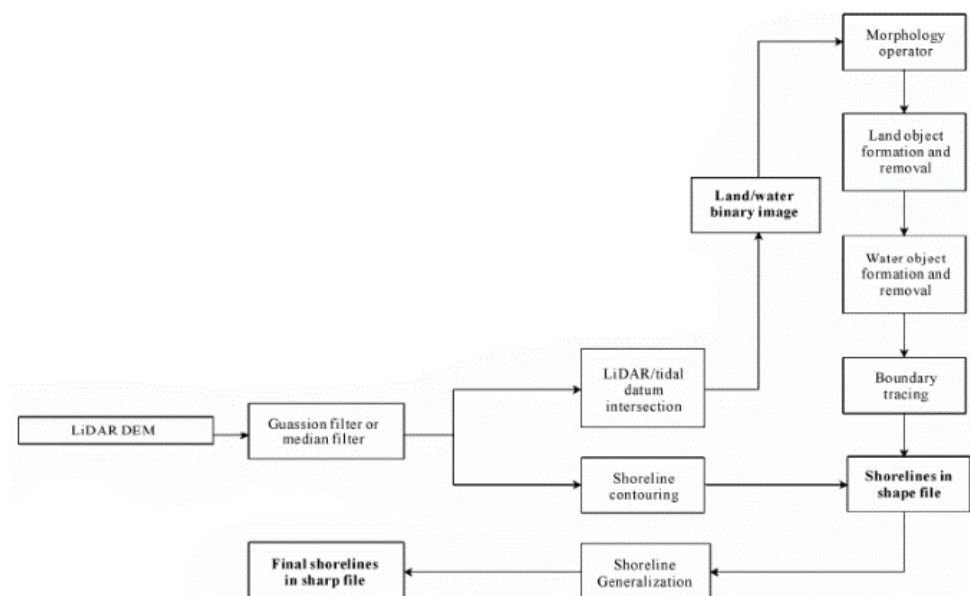 Morphology
operator
Land object
formation and
removal
Land/water
binary image
Water object
formation and
removal
LiDAR/tidal
datum
intersection
Boundary
tracing
LiDAR DEM
Guassion filter or
median filter
Shoreline
contouring
Shorelines in
shape file
Final shorelines
in sharp file
Shoreline
Generalization